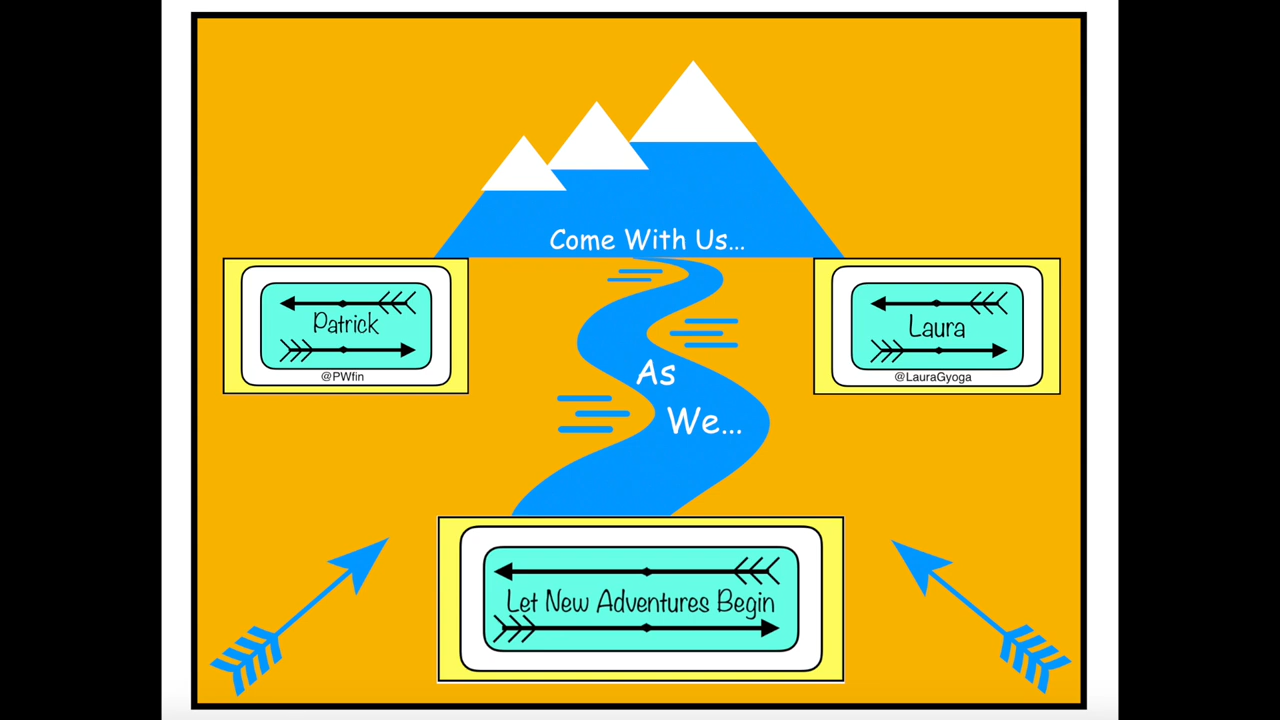 Come With Us...
Patrick
@PWfin
Laura
@LauraGyoga
As
We...
Let New Adventures Begin